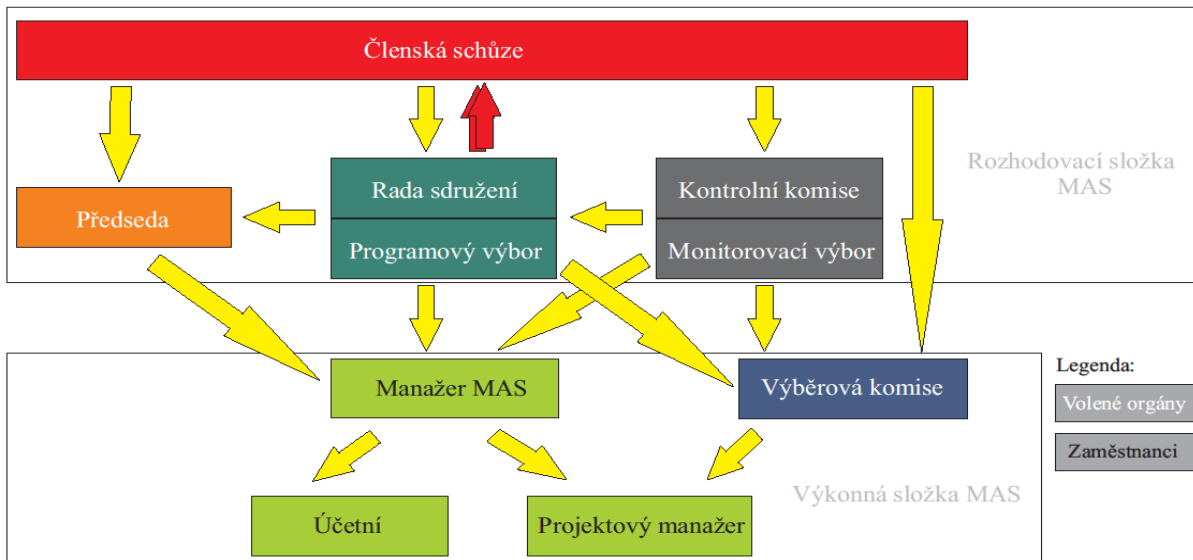 Členská schůze
Rozhodovací složka
MAS
Rada sdružení
Kontrolní komise
Předseda
Programový výbor
Monitorovací výbor
Manažer MAS
Výběrová komise
Legenda:
Volené orgány
Zaměstnanci
Výkonná složka MAS
Účetní
Projektový manažer